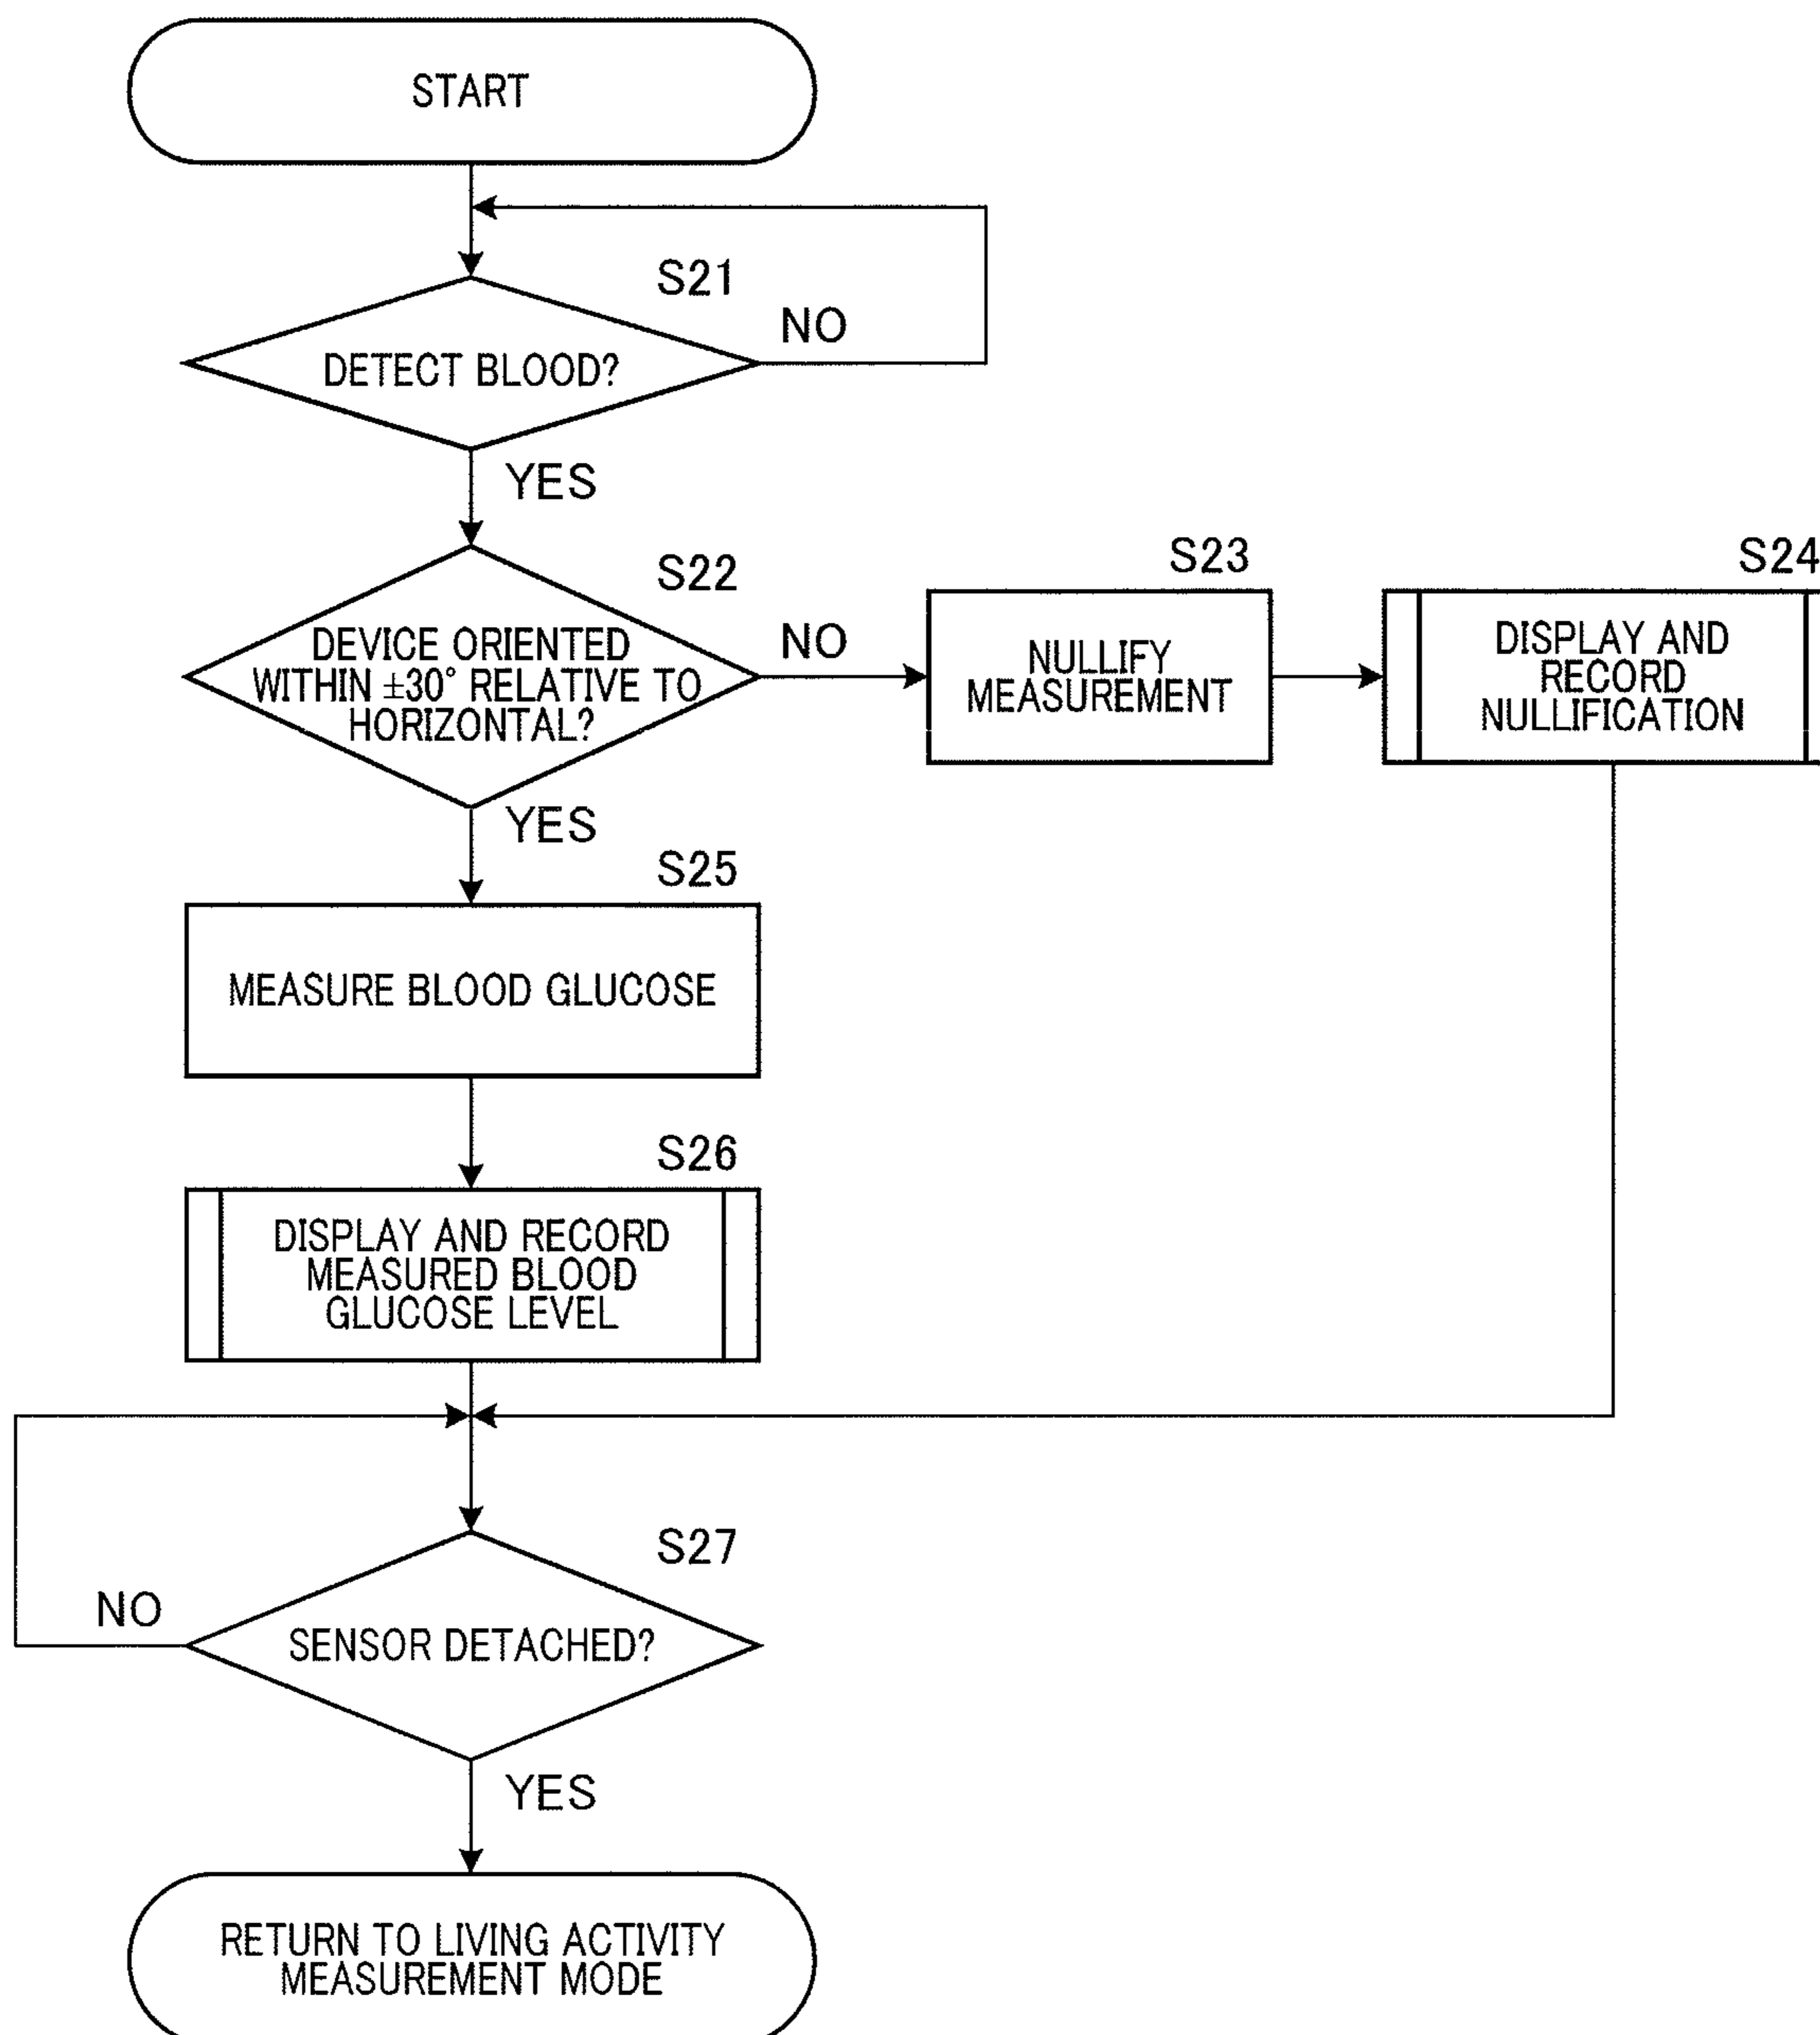 START
S21
NO
DETECT BLOOD?
YES
S22
DEVICE ORIENTED
WITHIN ±30° RELATIVE TO
HORIZONTAL?
NO
S23
NULLIFY
MEASUREMENT
S24
DISPLAY AND
RECORD
NULLIFICATION
YES
S25
MEASURE BLOOD GLUCOSE
S26
DISPLAY AND RECORD
MEASURED BLOOD
GLUCOSE LEVEL
S27
NO
SENSOR DETACHED?
YES
RETURN TO LIVING ACTIVITY
MEASUREMENT MODE